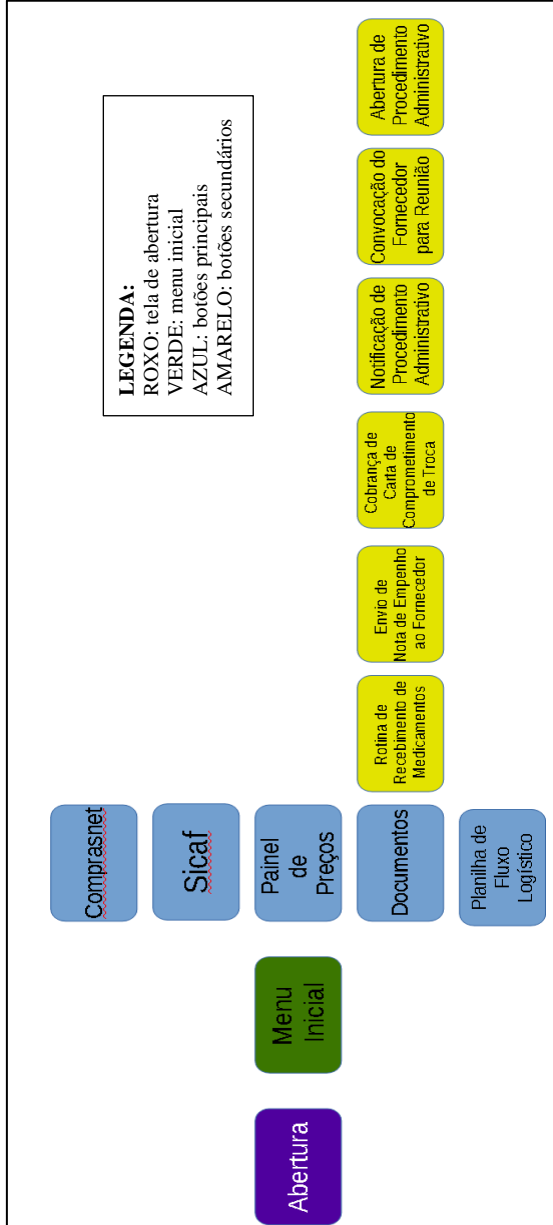 Abertura
Menu
Inicial
Comprasnet
Sicaf
Painel
de
Preços
Documentos
Planilha de
Fluxo
Logístico
Rotina de
Recebimento de
Medicamentos
Envio de
Nota de Empenho
ao Fornecedor
Cobrança de
Carta de
Comprometimento
de Troca
Notificação de
Procedimento
Administrativo
Convocação do
Fornecedor
para Reunião
Abertura de
Procedimento
Administrativo
LEGENDA:
ROXO: tela de abertura
VERDE: menu inicial
AZUL: botões principais
AMARELO: botões secundários